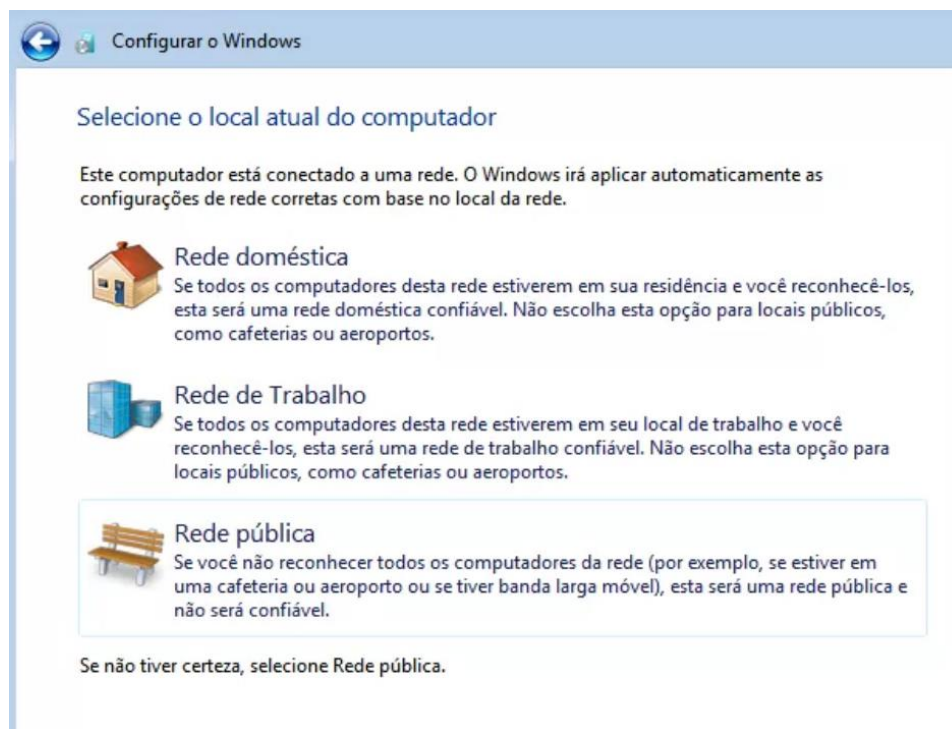 Configurar o Windows
Selecione o local atual do computador
Este computador está conectado a uma rede. O Windows irá aplicar automaticamente as
configurações de rede corretas com base no local da rede.
Rede doméstica
Se todos os computadores desta rede estiverem em sua residência e você reconhecê-los,
esta será uma rede doméstica confiável. Não escolha esta opção para locais públicos,
como cafeterias ou aeroportos.
Rede de Trabalho
Se todos os computadores desta rede estiverem em seu local de trabalho e você
reconhecê-los, esta será uma rede de trabalho confiável. Não escolha esta opção para
locais públicos, como cafeterias ou aeroportos.
Rede pública
Se você não reconhecer todos os computadores da rede (por exemplo, se estiver em
uma cafeteria ou aeroporto ou se tiver banda larga móvel), esta será uma rede pública e
não será confiável.
Se não tiver certeza, selecione Rede pública.